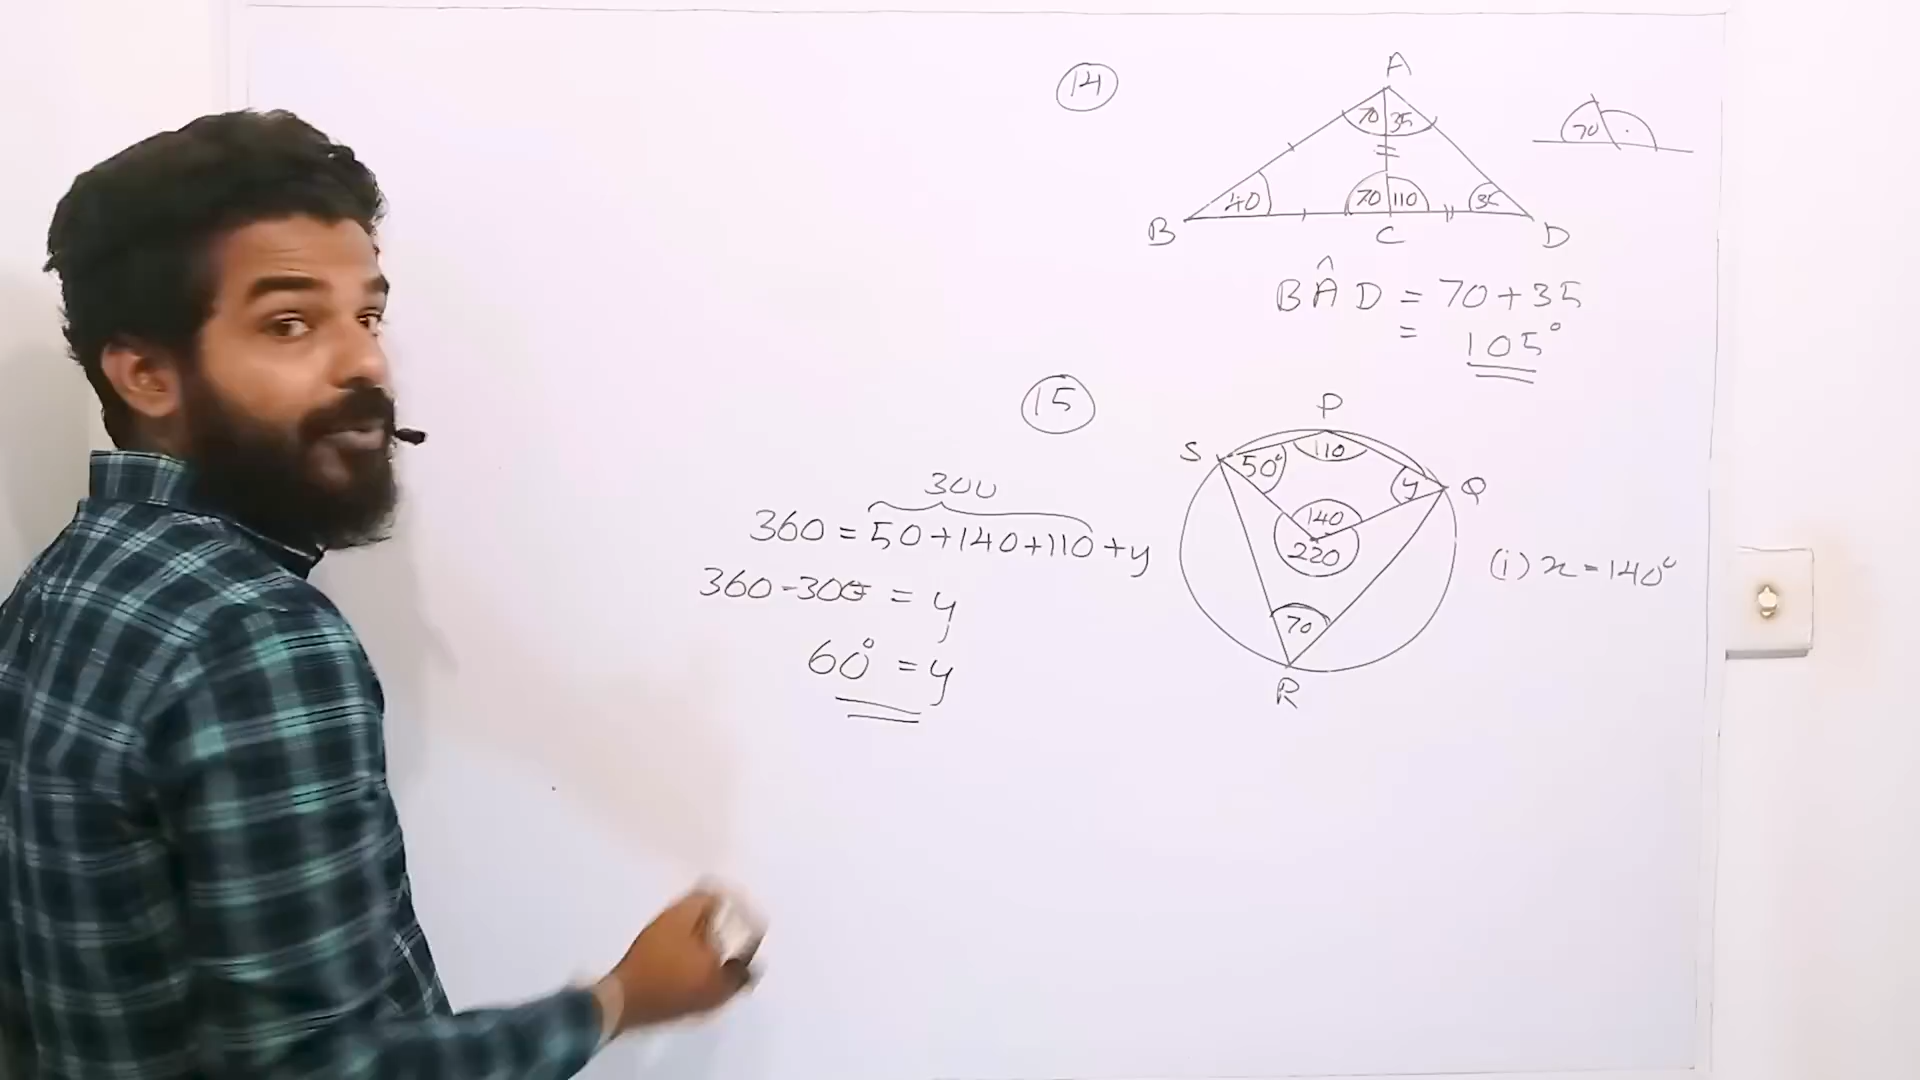 14
A
70 35
70
40 70 110 35
B C D
BÂD = 70+35
= 105°
15
P
S 50° 110 y Q
140
220
70
R
(i) x = 140°
300
360 = 50+140+110+y
360-300 = y
60° = y